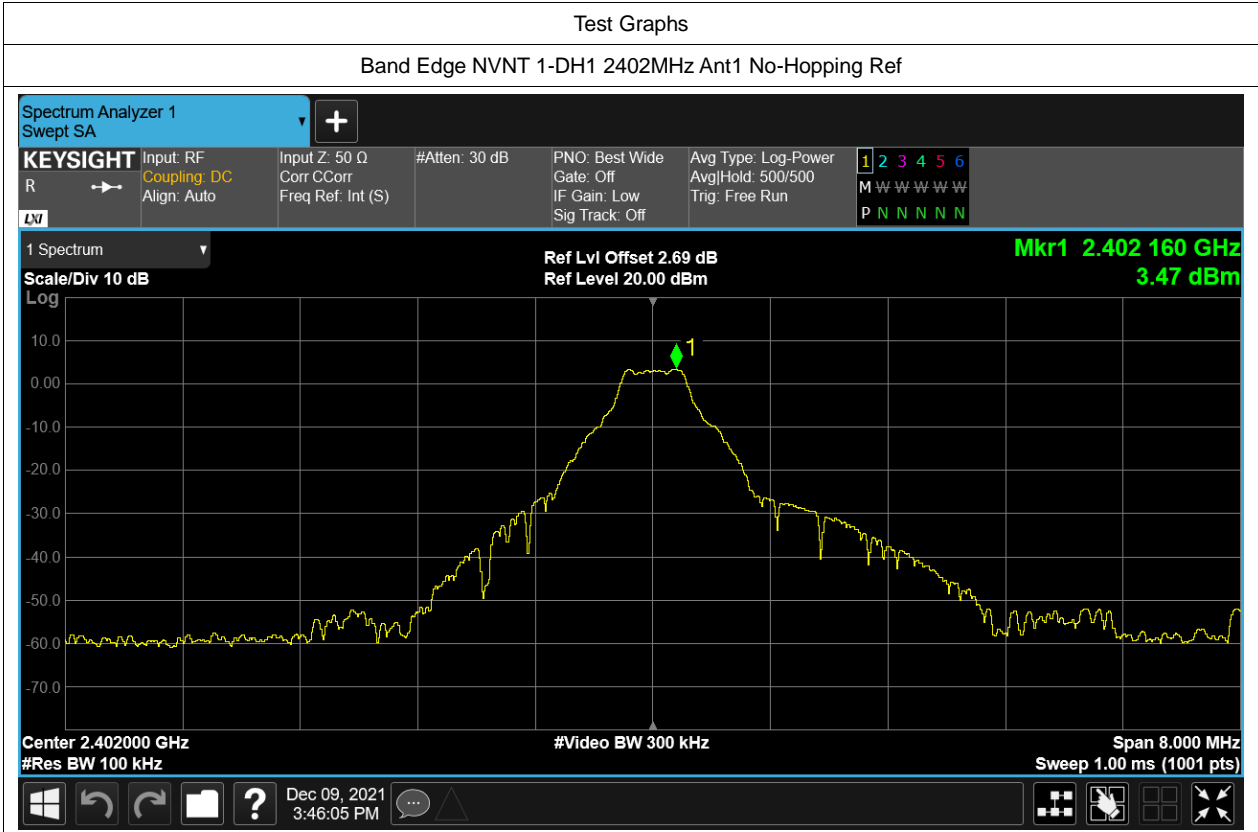 Test Graphs
Band Edge NVNT 1-DH1 2402MHz Ant1 No-Hopping Ref
Spectrum Analyzer 1
Swept SA
+
KEYSIGHT
R
LXI
Input: RF
Coupling: DC
Align: Auto
Input Z: 50 Ω
Corr CCorr
Freq Ref: Int (S)
#Atten: 30 dB
PNO: Best Wide
Gate: Off
IF Gain: Low
Sig Track: Off
Avg Type: Log-Power
Avg|Hold: 500/500
Trig: Free Run
1 2 3 4 5 6
M W W W W W
P N N N N N
1 Spectrum
Scale/Div 10 dB
Ref Lvl Offset 2.69 dB
Ref Level 20.00 dBm
Mkr1 2.402 160 GHz
3.47 dBm
Log
10.0
0.00
-10.0
-20.0
-30.0
-40.0
-50.0
-60.0
-70.0
1
Center 2.402000 GHz
#Res BW 100 kHz
#Video BW 300 kHz
Span 8.000 MHz
Sweep 1.00 ms (1001 pts)
?
Dec 09, 2021
3:46:05 PM